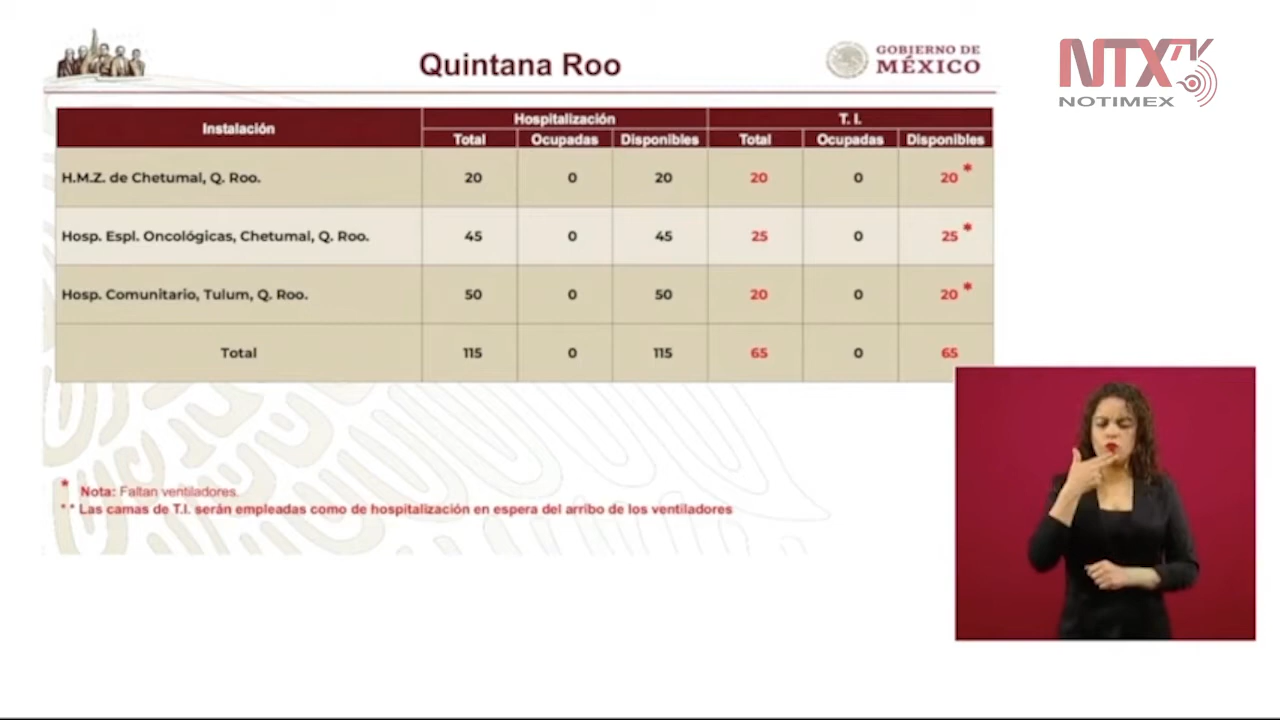 Quintana Roo
GOBIERNO DE
MÉXICO
NTX TV
NOTIMEX
Instalación Hospitalización T. I.
Total Ocupadas Disponibles Total Ocupadas Disponibles
H.M.Z. de Chetumal, Q. Roo. 20 0 20 20 0 20 *
Hosp. Espl. Oncológicas, Chetumal, Q. Roo. 45 0 45 25 0 25 *
Hosp. Comunitario, Tulum, Q. Roo. 50 0 50 20 0 20 *
Total 115 0 115 65 0 65
* Nota: Faltan ventiladores.
* * Las camas de T.I. serán empleadas como de hospitalización en espera del arribo de los ventiladores